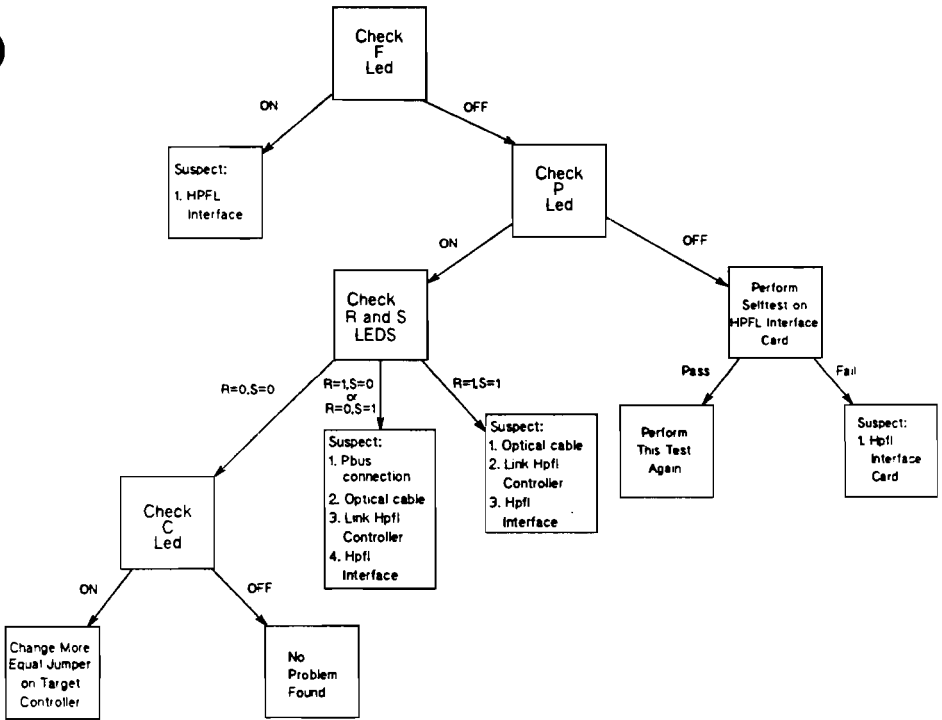 Check
F
Led
ON
OFF
Suspect:
1. HPFL
Interface
Check
P
Led
ON
OFF
Check
R and S
LEDS
Perform
Selftest on
HPFL Interface
Card
R=0,S=0
R=1,S=0
or
R=0,S=1
R=1,S=1
Pass
Fail
Suspect:
1. Pbus
connection
2. Optical cable
3. Link Hpfl
Controller
4. Hpfl
Interface
Suspect:
1. Optical cable
2. Link Hpfl
Controller
3. Hpfl
Interface
Perform
This Test
Again
Suspect:
1. Hpfl
Interface
Card
Check
C
Led
ON
OFF
Change More
Equal Jumper
on Target
Controller
No
Problem
Found